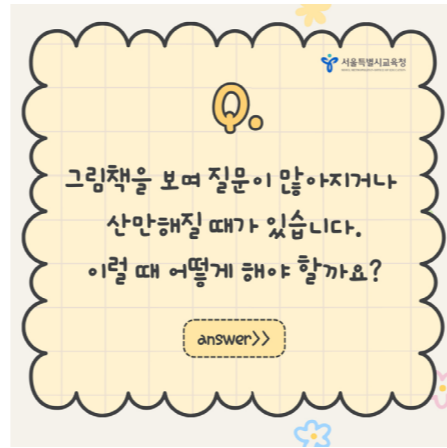 서울특별시교육청
Q.
그림책을 보며 질문이 많아지거나
산만해질 때가 있습니다.
이럴 때 어떻게 해야 할까요?
answer>>